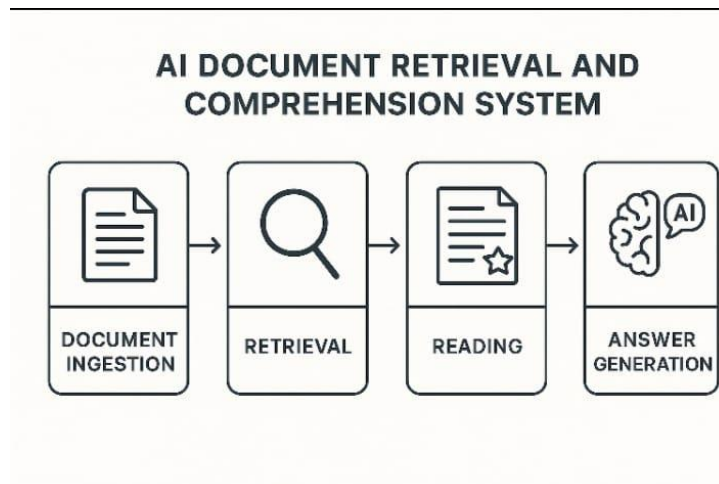 AI DOCUMENT RETRIEVAL AND
COMPREHENSION SYSTEM
AI
DOCUMENT
INGESTION
RETRIEVAL
READING
ANSWER
GENERATION